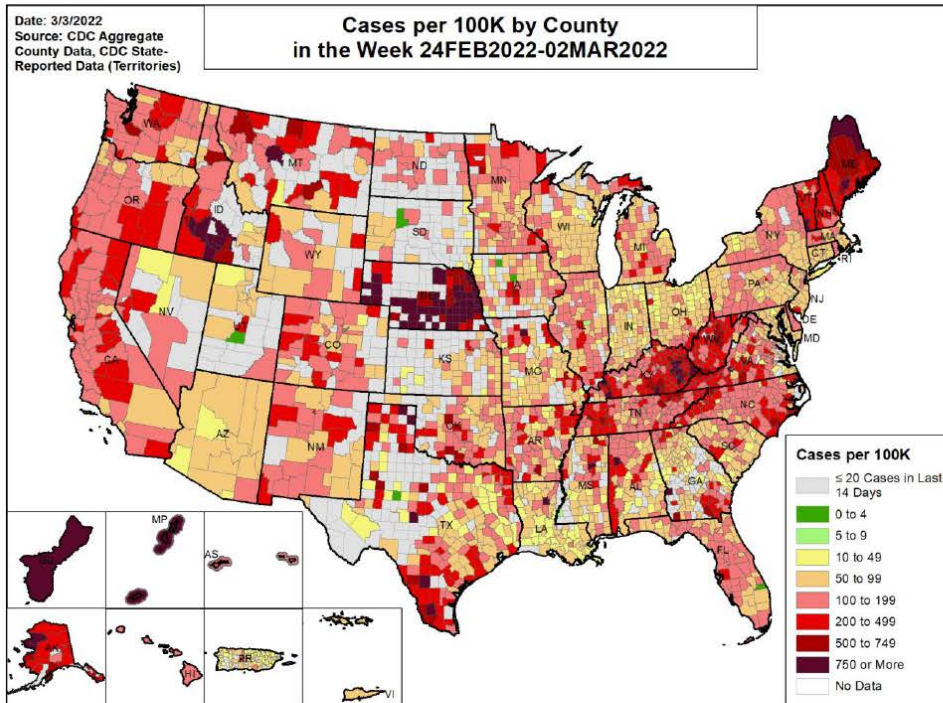 Date: 3/3/2022
Source: CDC Aggregate
County Data, CDC State-
Reported Data (Territories)
Cases per 100K by County
in the Week 24FEB2022-02MAR2022
WA
MT
ND
MN
ME
OR
ID
SD
WI
MI
NY
VT
NH
MA
CT
RI
WY
IA
PA
NJ
NV
CO
IN
OH
DE
MD
CA
KS
MO
WV
VA
AZ
NM
OK
AR
TN
NC
SC
MS
AL
GA
TX
LA
FL
MP
AS
AK
HI
PR
VI
Cases per 100K
≤ 20 Cases in Last
14 Days
0 to 4
5 to 9
10 to 49
50 to 99
100 to 199
200 to 499
500 to 749
750 or More
No Data